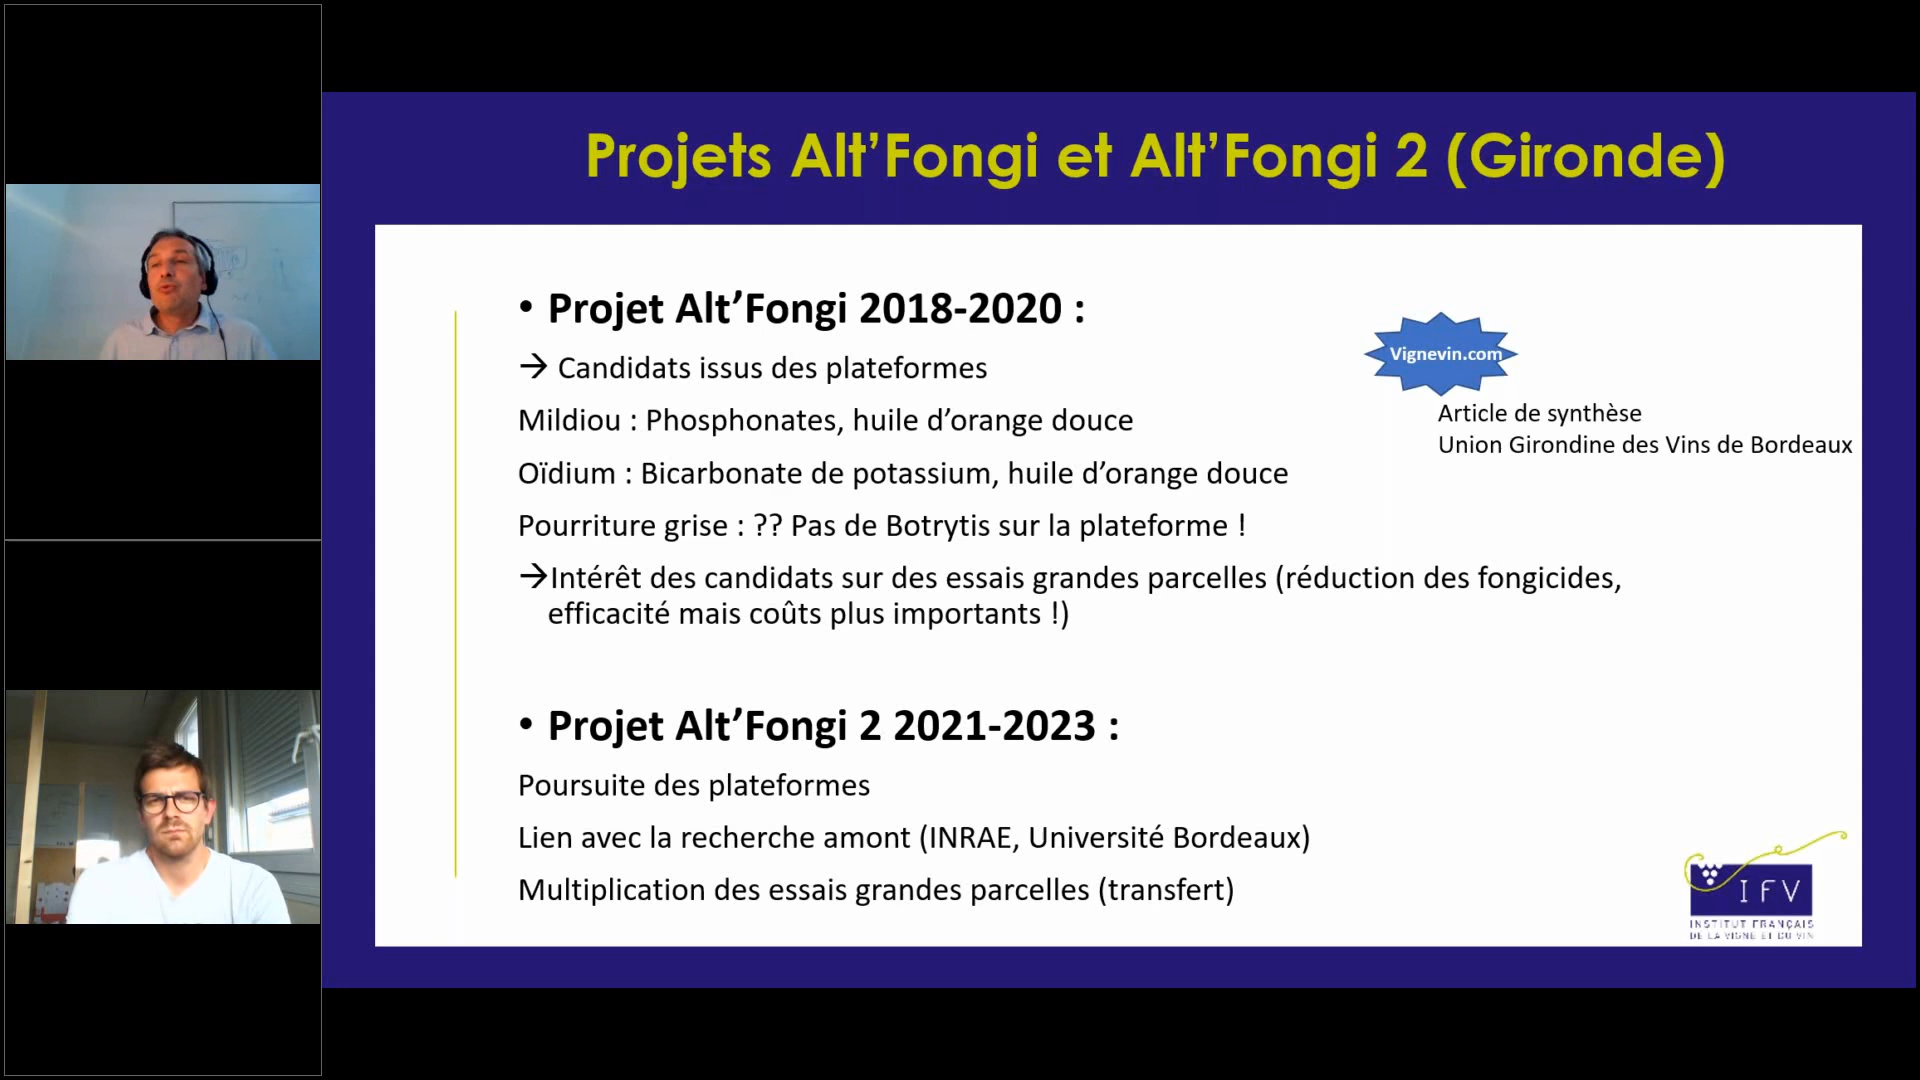 Projets Alt’Fongi et Alt’Fongi 2 (Gironde)
• Projet Alt’Fongi 2018-2020 :
→ Candidats issus des plateformes
Mildiou : Phosphonates, huile d’orange douce
Oïdium : Bicarbonate de potassium, huile d’orange douce
Pourriture grise : ?? Pas de Botrytis sur la plateforme !
→Intérêt des candidats sur des essais grandes parcelles (réduction des fongicides,
efficacité mais coûts plus importants !)
Vignevin.com
Article de synthèse
Union Girondine des Vins de Bordeaux
• Projet Alt’Fongi 2 2021-2023 :
Poursuite des plateformes
Lien avec la recherche amont (INRAE, Université Bordeaux)
Multiplication des essais grandes parcelles (transfert)
IFV
INSTITUT FRANÇAIS
DE LA VIGNE ET DU VIN